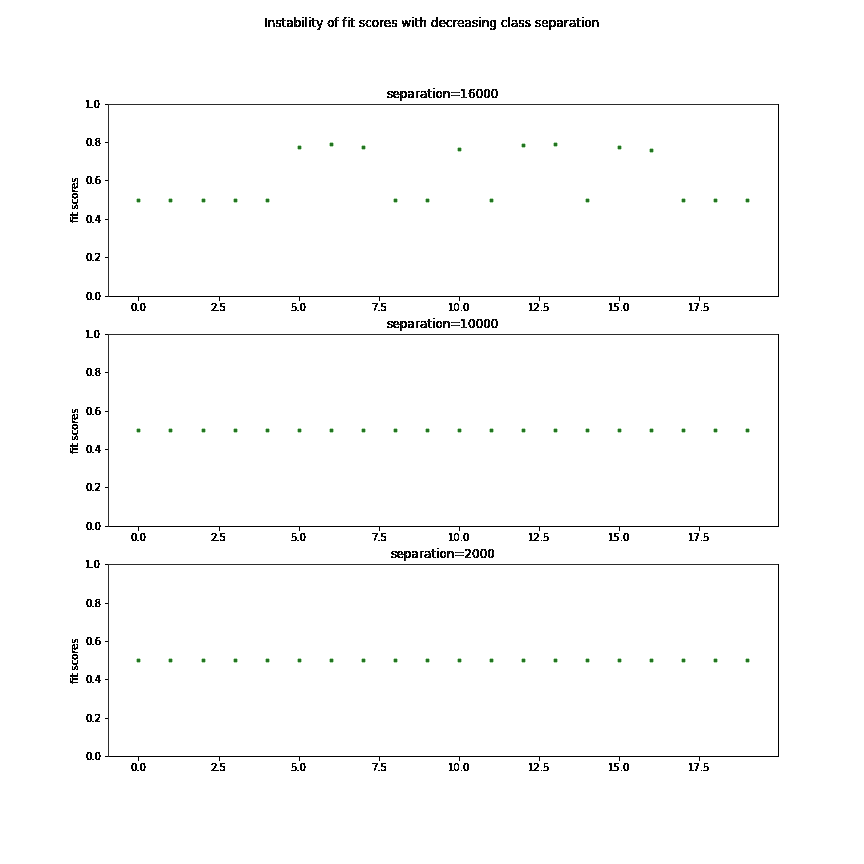 Instability of fit scores with decreasing class separation
separation=16000
1.0
0.8
0.6
0.4
0.2
0.0
fit scores
0.0 2.5 5.0 7.5 10.0 12.5 15.0 17.5
separation=10000
1.0
0.8
0.6
0.4
0.2
0.0
fit scores
0.0 2.5 5.0 7.5 10.0 12.5 15.0 17.5
separation=2000
1.0
0.8
0.6
0.4
0.2
0.0
fit scores
0.0 2.5 5.0 7.5 10.0 12.5 15.0 17.5